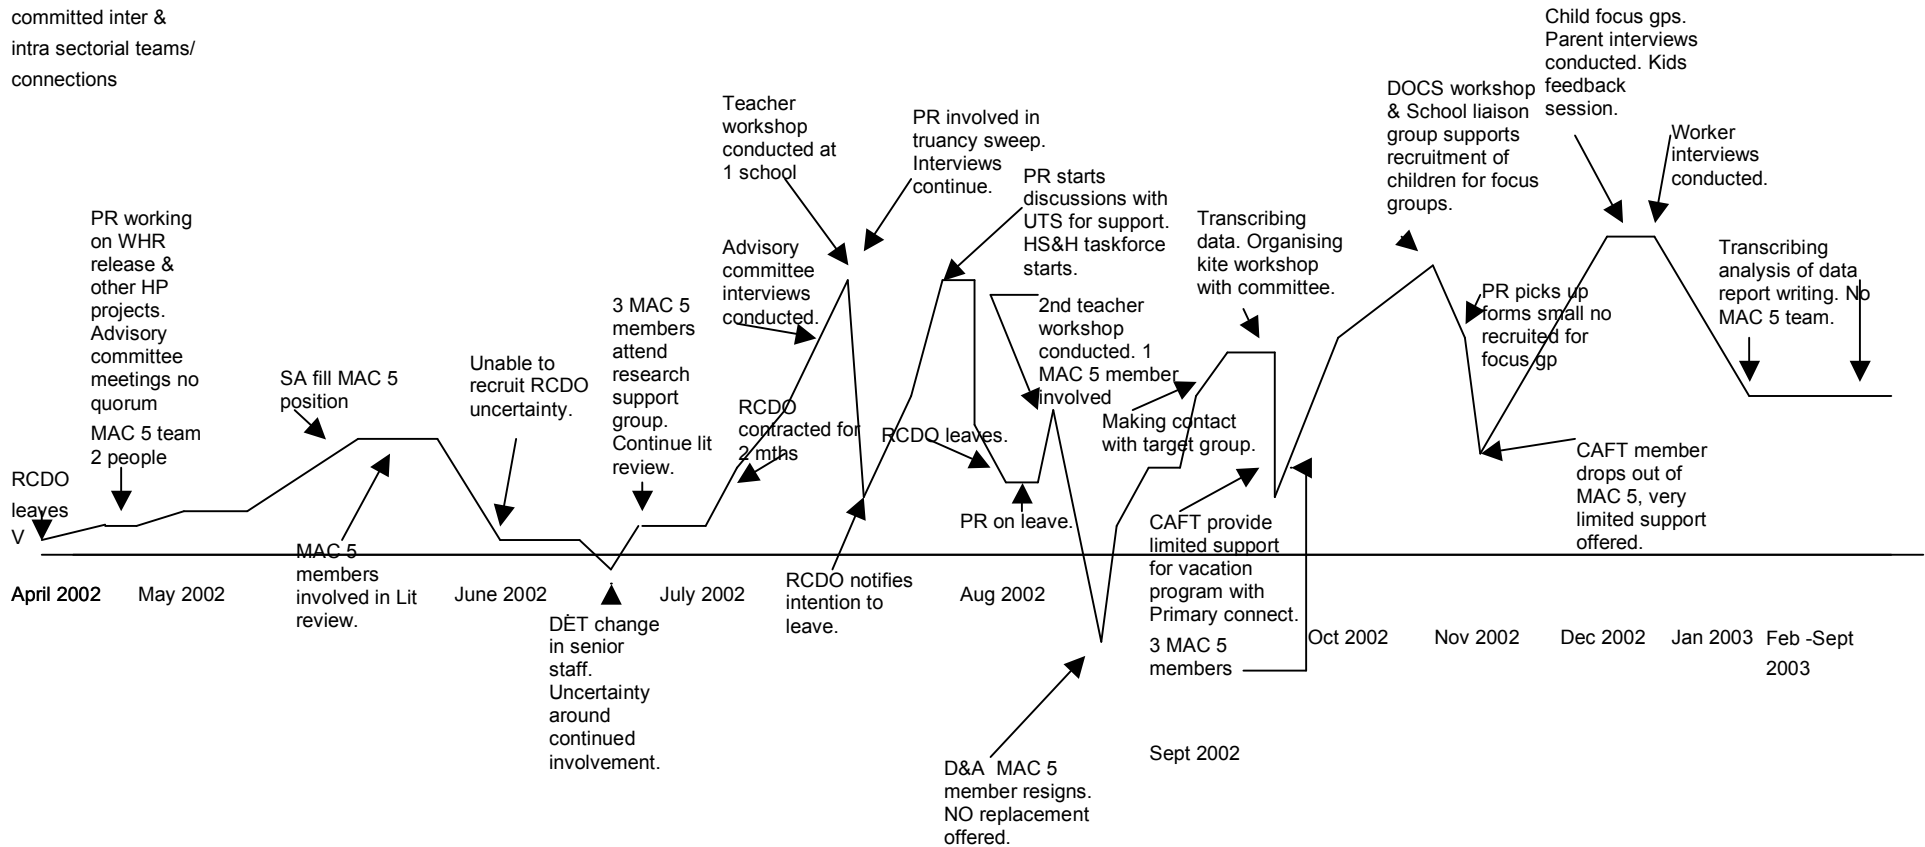 committed inter &
intra sectorial teams/
connections
RCDO
leaves
V
PR working
on WHR
release &
other HP
projects.
Advisory
committee
meetings no
quorum
MAC 5 team
2 people
SA fill MAC 5
position
MAC 5
members
involved in Lit
review.
Unable to
recruit RCDO
uncertainty.
DET change
in senior
staff.
Uncertainty
around
continued
involvement.
3 MAC 5
members
attend
research
support
group.
Continue lit
review.
Teacher
workshop
conducted at
1 school
Advisory
committee
interviews
conducted.
RCDO
contracted for
2 mths
PR involved in
truancy sweep.
Interviews
continue.
RCDO notifies
intention to
leave.
PR starts
discussions with
UTS for support.
HS&H taskforce
starts.
RCDO leaves.
PR on leave.
2nd teacher
workshop
conducted. 1
MAC 5 member
involved
D&A MAC 5
member resigns.
NO replacement
offered.
Making contact
with target group.
Transcribing
data. Organising
kite workshop
with committee.
CAFT provide
limited support
for vacation
program with
Primary connect.
3 MAC 5
members
DOCS workshop
& School liaison
group supports
recruitment of
children for focus
groups.
PR picks up
forms small no
recruited for
focus gp
CAFT member
drops out of
MAC 5, very
limited support
offered.
Child focus gps.
Parent interviews
conducted. Kids
feedback
session.
Worker
interviews
conducted.
Transcribing
analysis of data
report writing. No
MAC 5 team.
April 2002
May 2002
June 2002
July 2002
Aug 2002
Sept 2002
Oct 2002
Nov 2002
Dec 2002
Jan 2003
Feb -Sept
2003